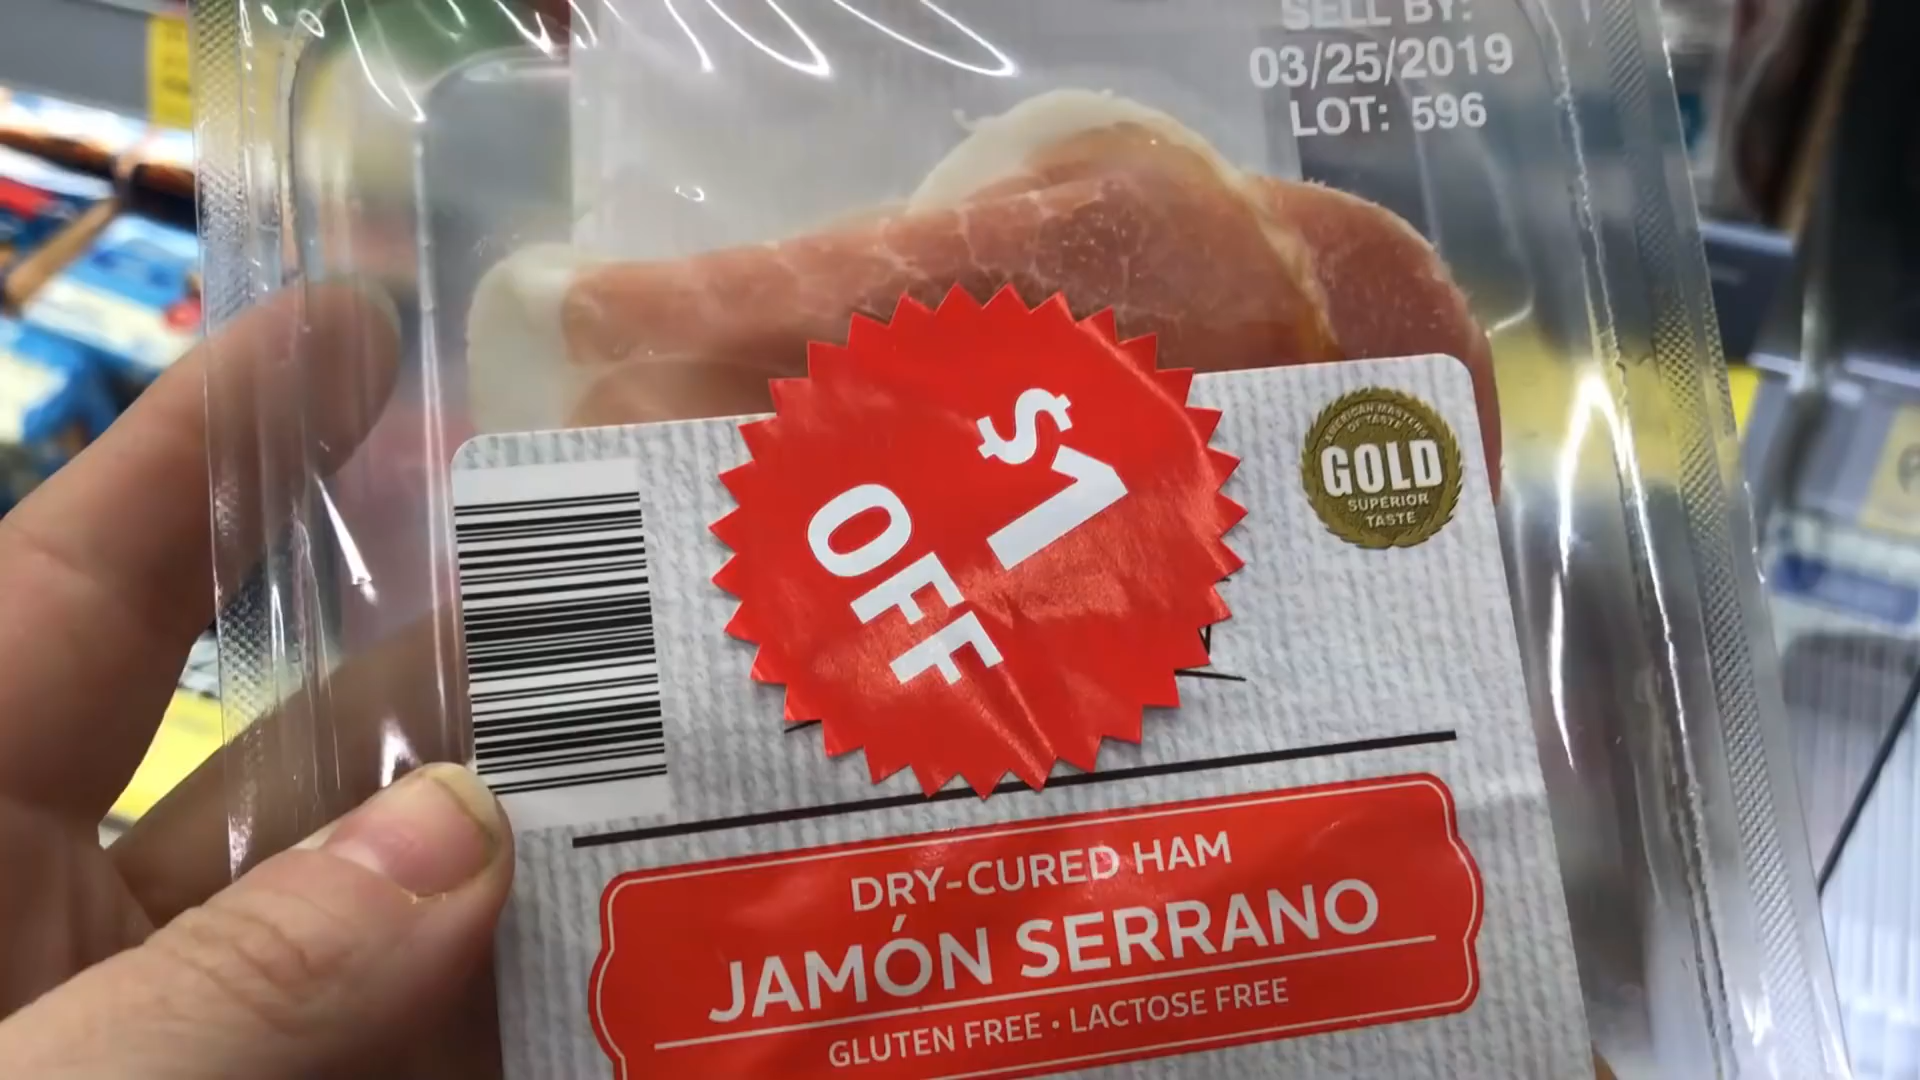 SELL BY:
03/25/2019
LOT: 596
$1
OFF
AMERICAN MASTERS
OF TASTE
GOLD
SUPERIOR
TASTE
DRY-CURED HAM
JAMÓN SERRANO
GLUTEN FREE • LACTOSE FREE